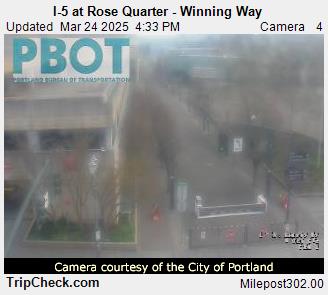 I-5 at Rose Quarter - Winning Way
Updated Mar 24 2025 4:33 PM Camera 4
PBOT
PORTLAND BUREAU OF TRANSPORTATION
Camera courtesy of the City of Portland
TripCheck.com Milepost302.00